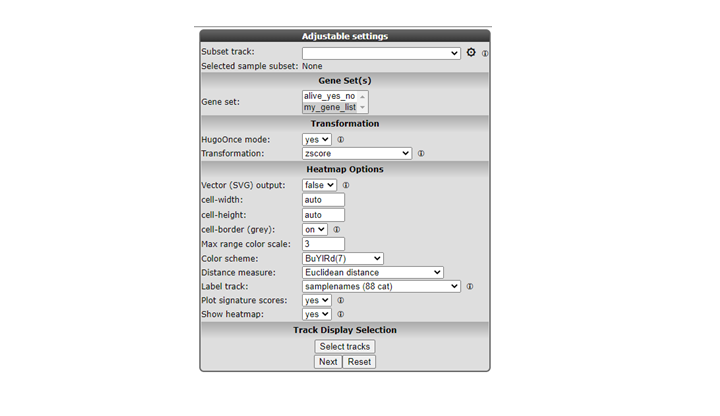 Adjustable settings
Subset track:
Selected sample subset: None
Gene Set(s)
Gene set: alive_yes_no
my_gene_list
Transformation
HugoOnce mode: yes
Transformation: zscore
Heatmap Options
Vector (SVG) output: false
cell-width: auto
cell-height: auto
cell-border (grey): on
Max range color scale: 3
Color scheme: BuYlRd(7)
Distance measure: Euclidean distance
Label track: samplenames (88 cat)
Plot signature scores: yes
Show heatmap: yes
Track Display Selection
Select tracks
Next Reset